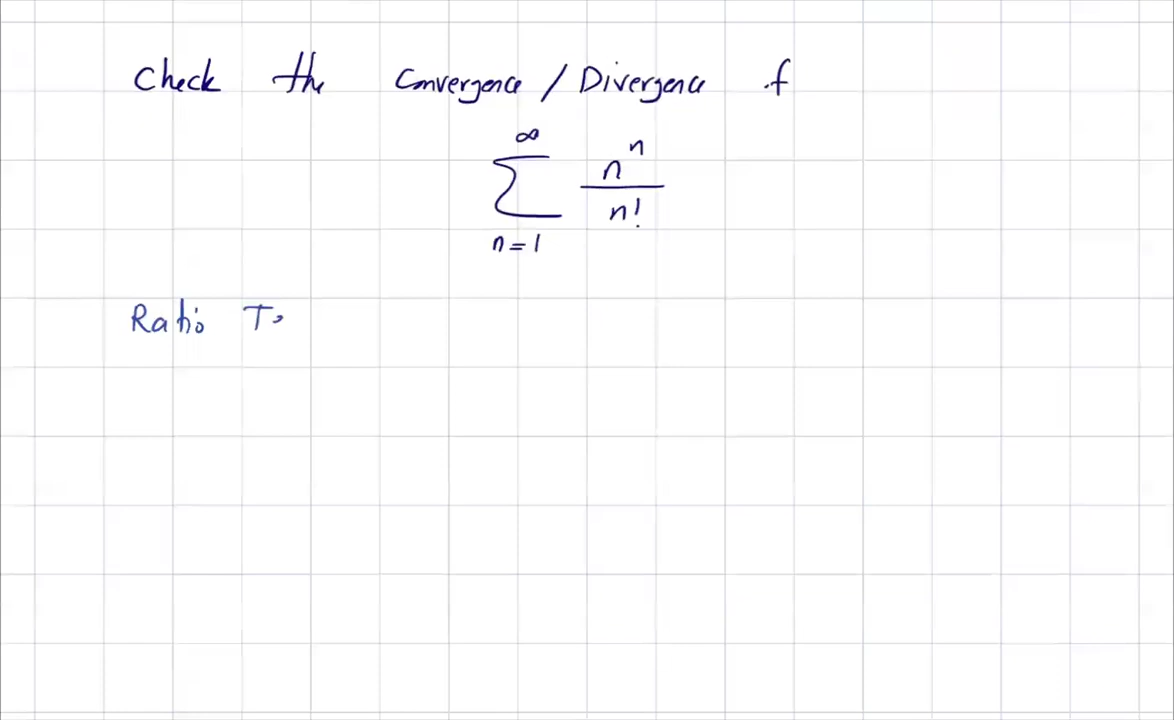 Check the Convergence / Divergence of
∞
∑ n^n / n!
n=1
Ratio T